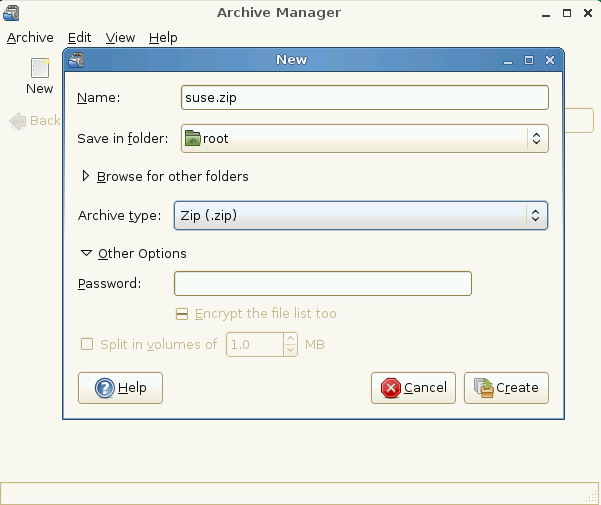 Archive Manager
Archive Edit View Help
New
New
Back
Name: suse.zip
Save in folder: root
Browse for other folders
Archive type: Zip (.zip)
Other Options
Password:
Encrypt the file list too
Split in volumes of 1.0 MB
Help Cancel Create